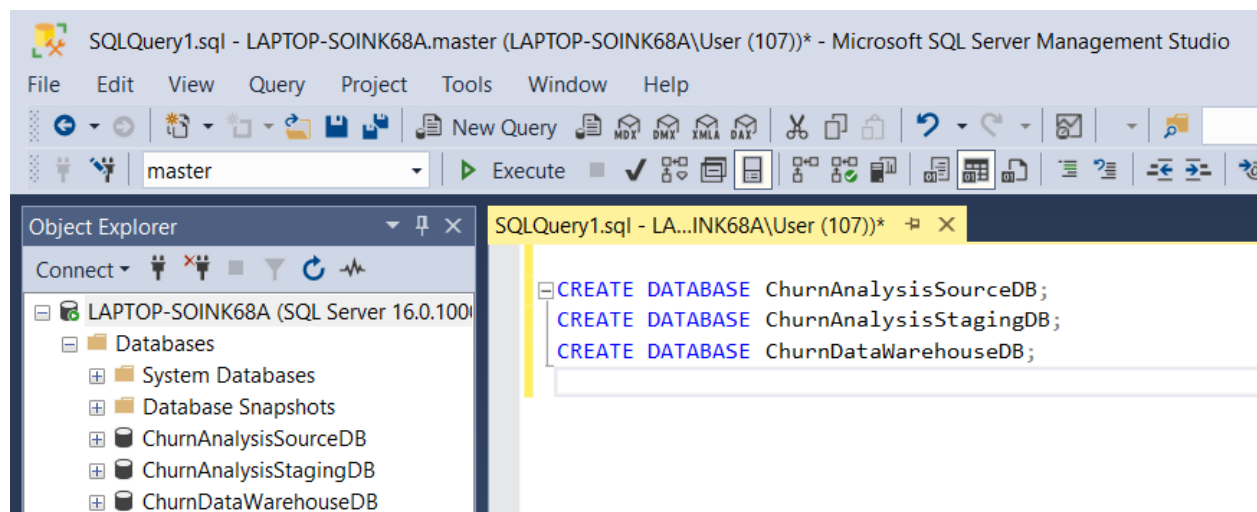 SQLQuery1.sql - LAPTOP-SOINK68A.master (LAPTOP-SOINK68A\User (107))* - Microsoft SQL Server Management Studio
File Edit View Query Project Tools Window Help
New Query MDX DMX XMLA DAX
master Execute
Object Explorer
Connect
LAPTOP-SOINK68A (SQL Server 16.0.100
Databases
System Databases
Database Snapshots
ChurnAnalysisSourceDB
ChurnAnalysisStagingDB
ChurnDataWarehouseDB
SQLQuery1.sql - LA...INK68A\User (107))*
CREATE DATABASE ChurnAnalysisSourceDB;
CREATE DATABASE ChurnAnalysisStagingDB;
CREATE DATABASE ChurnDataWarehouseDB;